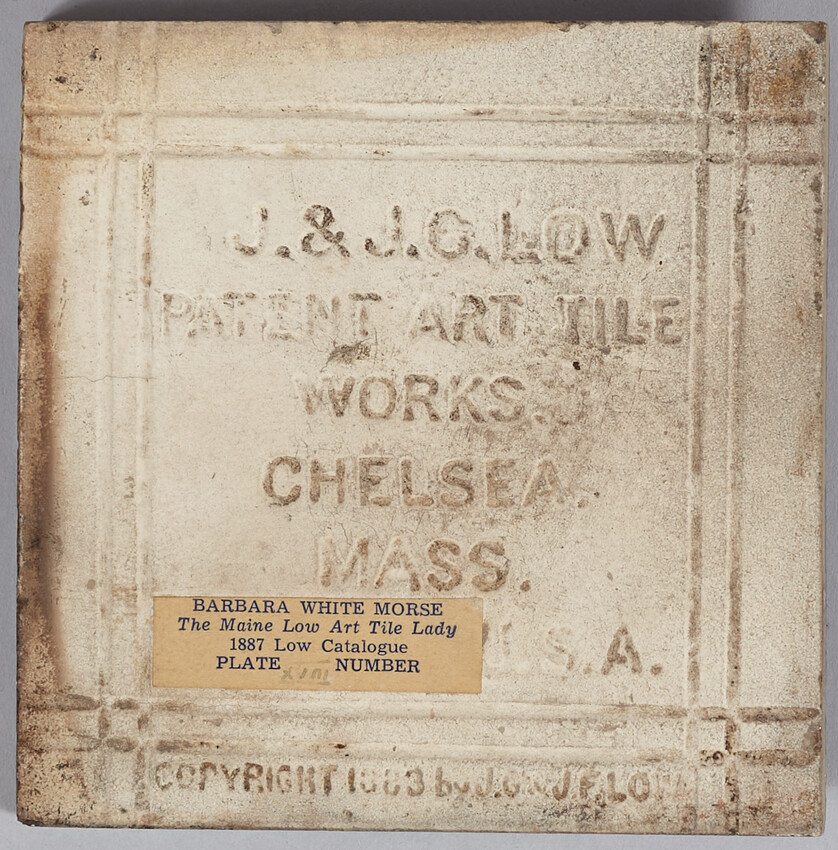 J. & J.G. LOW
PATENT ART TILE
WORKS
CHELSEA.
MASS.
BARBARA WHITE MORSE
The Maine Low Art Tile Lady
1887 Low Catalogue
PLATE NUMBER
U.S.A.
COPYRIGHT 1883 by J.G. & J.F. LOW